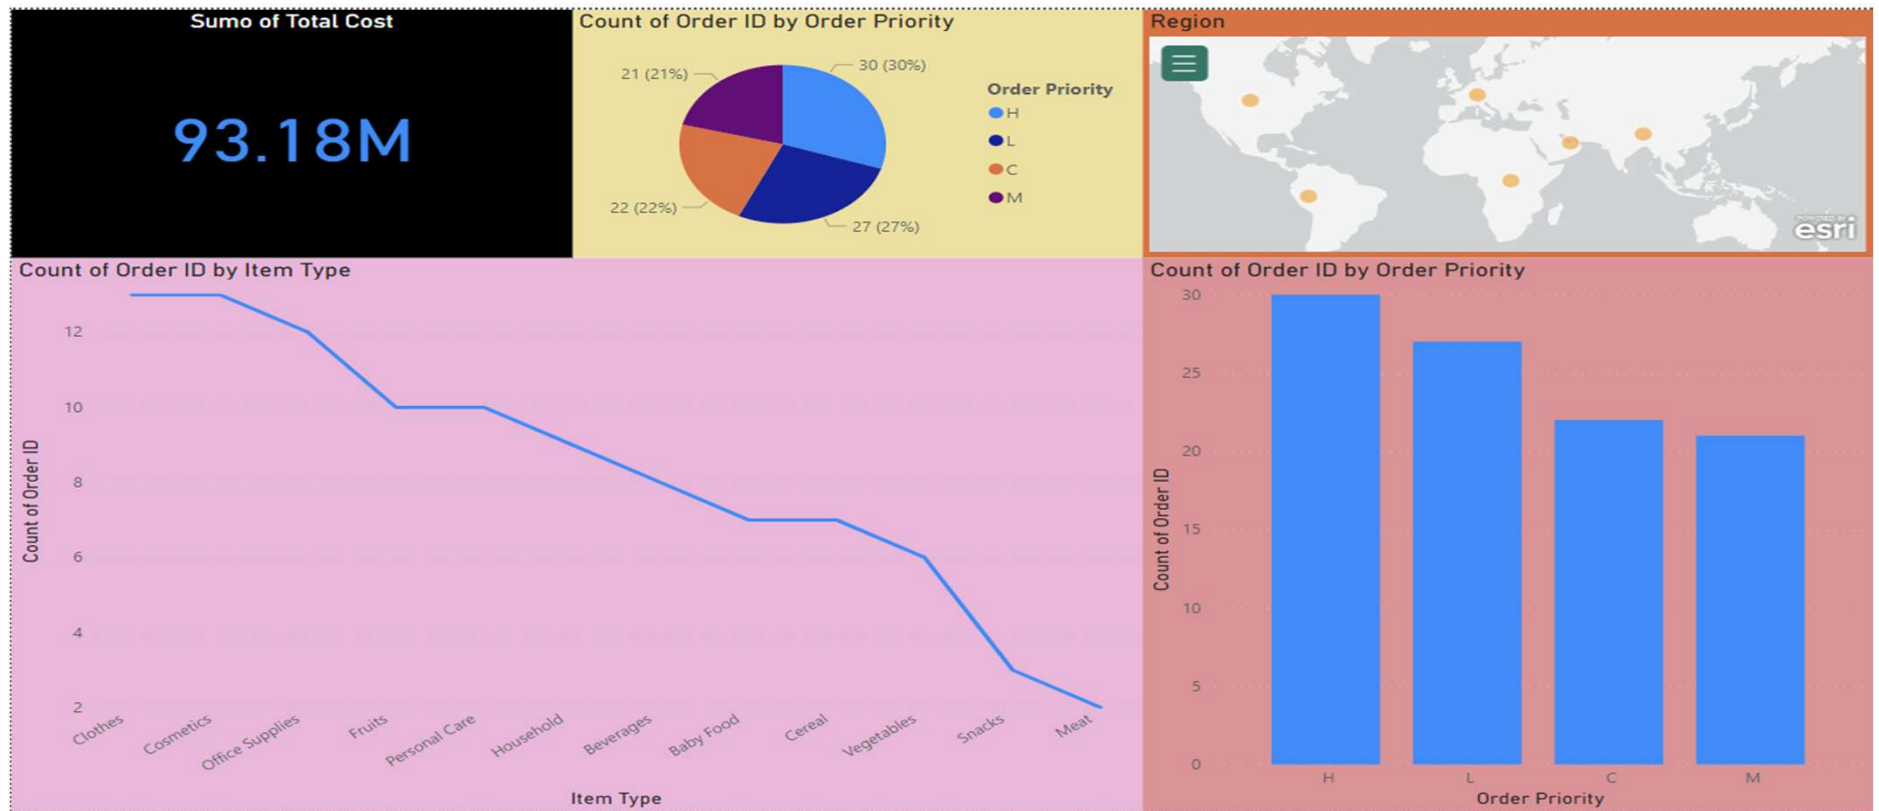 Sumo of Total Cost
93.18M
Count of Order ID by Order Priority
21 (21%)
30 (30%)
22 (22%)
27 (27%)
Order Priority
H
L
C
M
Region
POWERED BY
esri
Count of Order ID by Item Type
Count of Order ID
12
10
8
6
4
2
Clothes
Cosmetics
Office Supplies
Fruits
Personal Care
Household
Beverages
Baby Food
Cereal
Vegetables
Snacks
Meat
Item Type
Count of Order ID by Order Priority
Count of Order ID
30
25
20
15
10
5
0
H
L
C
M
Order Priority